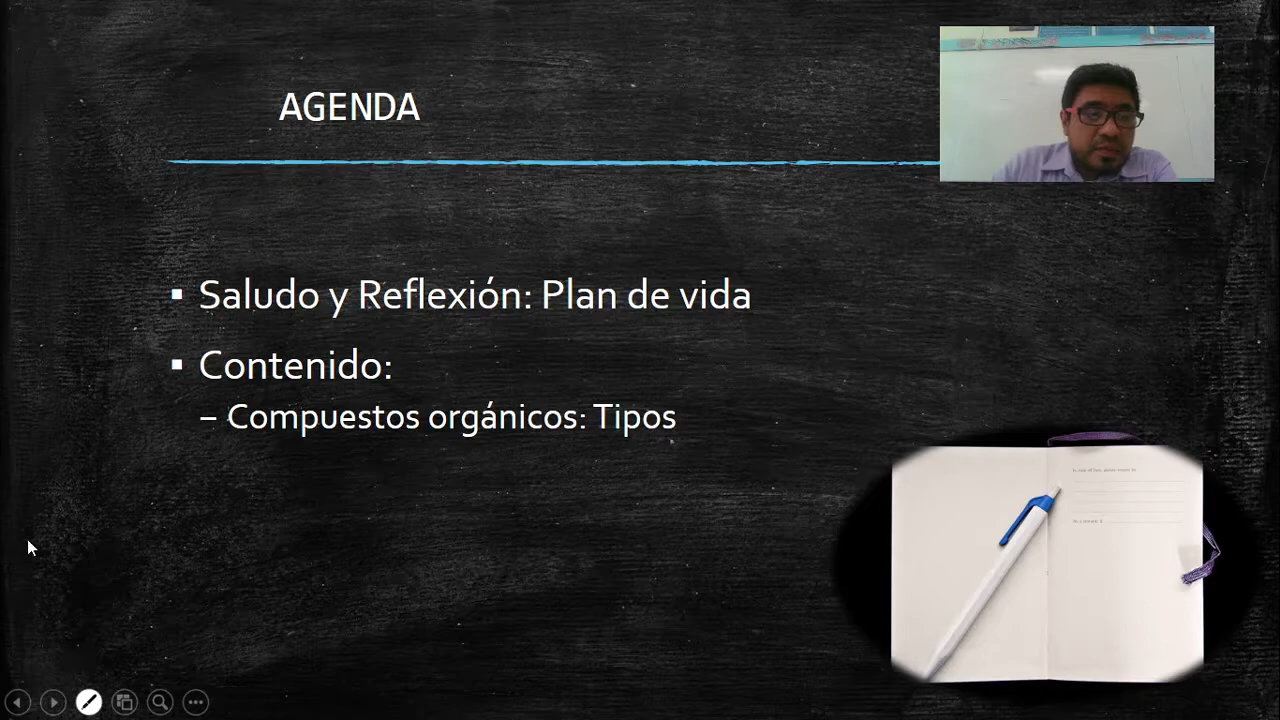 AGENDA
▪ Saludo y Reflexión: Plan de vida
▪ Contenido:
– Compuestos orgánicos: Tipos